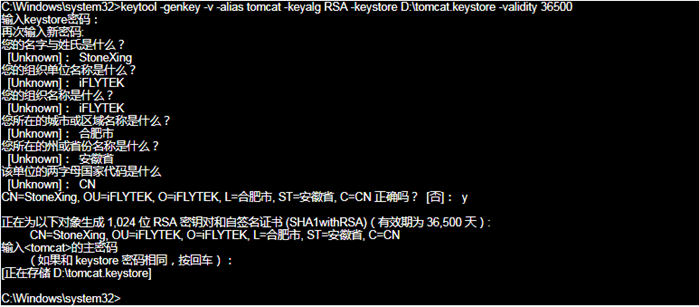 C:\Windows\system32>keytool -genkey -v -alias tomcat -keyalg RSA -keystore D:\tomcat.keystore -validity 36500
输入keystore密码：
再次输入新密码:
您的名字与姓氏是什么？
[Unknown]： StoneXing
您的组织单位名称是什么？
[Unknown]： iFLYTEK
您的组织名称是什么？
[Unknown]： iFLYTEK
您所在的城市或区域名称是什么？
[Unknown]： 合肥市
您所在的州或省份名称是什么？
[Unknown]： 安徽省
该单位的两字母国家代码是什么
[Unknown]： CN
CN=StoneXing, OU=iFLYTEK, O=iFLYTEK, L=合肥市, ST=安徽省, C=CN 正确吗？ [否]： y
正在为以下对象生成 1,024 位 RSA 密钥对和自签名证书 (SHA1withRSA)（有效期为 36,500 天）:
CN=StoneXing, OU=iFLYTEK, O=iFLYTEK, L=合肥市, ST=安徽省, C=CN
输入<tomcat>的主密码
（如果和 keystore 密码相同，按回车）：
[正在存储 D:\tomcat.keystore]
C:\Windows\system32>